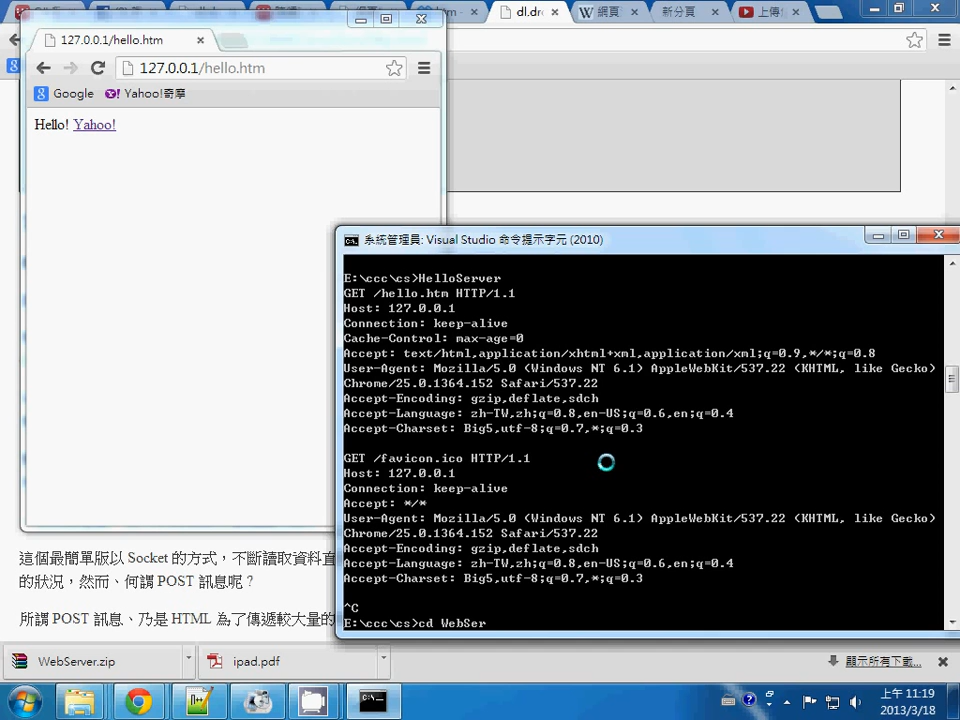 dl.dro
網頁
新分頁
上傳
127.0.0.1/hello.htm
127.0.0.1/hello.htm
Google
Yahoo!奇摩
Hello! Yahoo!
系統管理員: Visual Studio 命令提示字元 (2010)
E:\ccc\cs>HelloServer
GET /hello.htm HTTP/1.1
Host: 127.0.0.1
Connection: keep-alive
Cache-Control: max-age=0
Accept: text/html,application/xhtml+xml,application/xml;q=0.9,*/*;q=0.8
User-Agent: Mozilla/5.0 (Windows NT 6.1) AppleWebKit/537.22 (KHTML, like Gecko)
Chrome/25.0.1364.152 Safari/537.22
Accept-Encoding: gzip,deflate,sdch
Accept-Language: zh-TW,zh;q=0.8,en-US;q=0.6,en;q=0.4
Accept-Charset: Big5,utf-8;q=0.7,*;q=0.3
GET /favicon.ico HTTP/1.1
Host: 127.0.0.1
Connection: keep-alive
Accept: */*
User-Agent: Mozilla/5.0 (Windows NT 6.1) AppleWebKit/537.22 (KHTML, like Gecko)
Chrome/25.0.1364.152 Safari/537.22
Accept-Encoding: gzip,deflate,sdch
Accept-Language: zh-TW,zh;q=0.8,en-US;q=0.6,en;q=0.4
Accept-Charset: Big5,utf-8;q=0.7,*;q=0.3
^C
E:\ccc\cs>cd WebSer
這個最簡單版以 Socket 的方式，不斷讀取資料直
的狀況，然而、何謂 POST 訊息呢？
所謂 POST 訊息、乃是 HTML 為了傳遞較大量的
WebServer.zip
ipad.pdf
顯示所有下載...
上午 11:19
2013/3/18